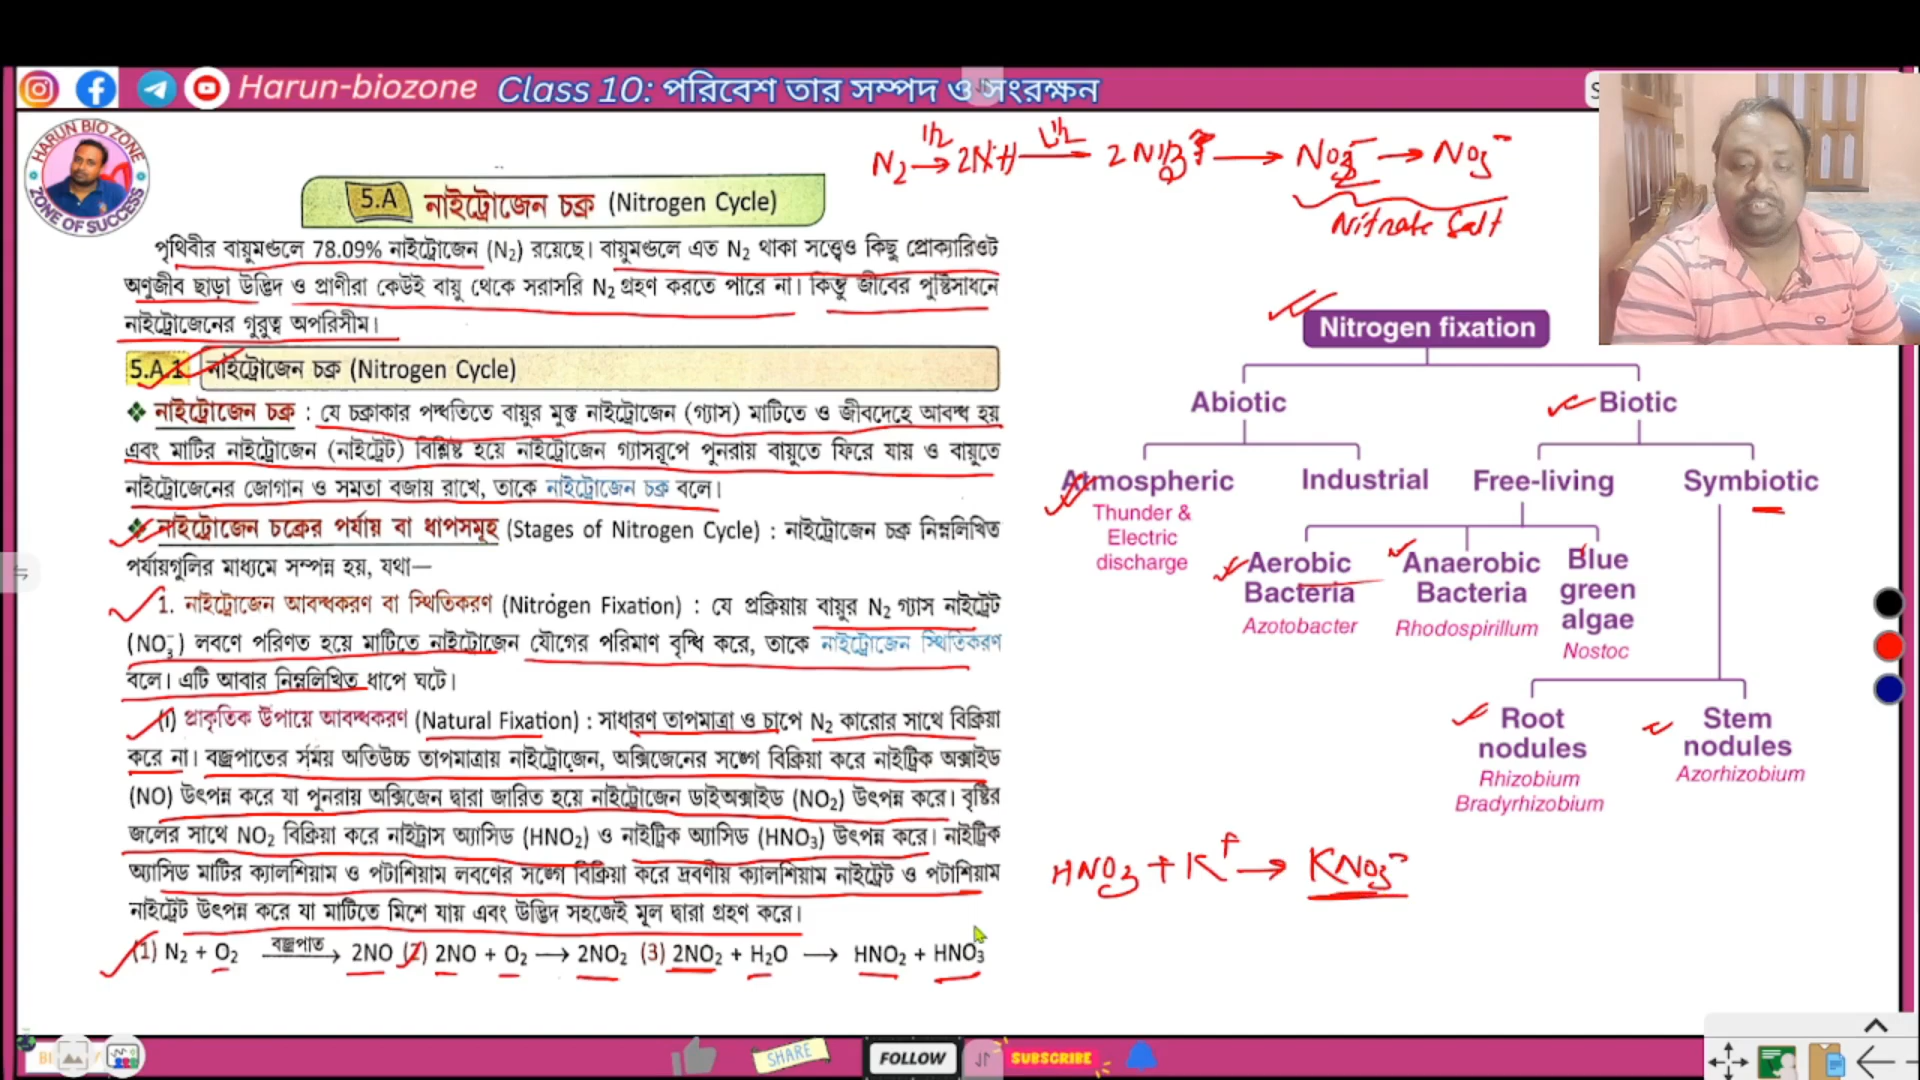 Harun-biozone Class 10: পরিবেশ তার সম্পদ ও সংরক্ষন
HARUN BIO ZONE
ZONE OF SUCCESS
5.A নাইট্রোজেন চক্র (Nitrogen Cycle)
পৃথিবীর বায়ুমণ্ডলে 78.09% নাইট্রোজেন (N₂) রয়েছে। বায়ুমণ্ডলে এত N₂ থাকা সত্ত্বেও কিছু প্রোক্যারিওট
অণুজীব ছাড়া উদ্ভিদ ও প্রাণীরা কেউই বায়ু থেকে সরাসরি N₂ গ্রহণ করতে পারে না। কিন্তু জীবের পুষ্টিসাধনে
নাইট্রোজেনের গুরুত্ব অপরিসীম।
5.A.1 নাইট্রোজেন চক্র (Nitrogen Cycle)
❖ নাইট্রোজেন চক্র : যে চক্রাকার পদ্ধতিতে বায়ুর মুক্ত নাইট্রোজেন (গ্যাস) মাটিতে ও জীবদেহে আবদ্ধ হয়
এবং মাটির নাইট্রোজেন (নাইট্রেট) বিশ্লিষ্ট হয়ে নাইট্রোজেন গ্যাসরূপে পুনরায় বায়ুতে ফিরে যায় ও বায়ুতে
নাইট্রোজেনের জোগান ও সমতা বজায় রাখে, তাকে নাইট্রোজেন চক্র বলে।
❖ নাইট্রোজেন চক্রের পর্যায় বা ধাপসমূহ (Stages of Nitrogen Cycle) : নাইট্রোজেন চক্র নিম্নলিখিত
পর্যায়গুলির মাধ্যমে সম্পন্ন হয়, যথা—
1. নাইট্রোজেন আবদ্ধকরণ বা স্থিতিকরণ (Nitrogen Fixation) : যে প্রক্রিয়ায় বায়ুর N₂ গ্যাস নাইট্রেট
(NO₃⁻) লবণে পরিণত হয়ে মাটিতে নাইট্রোজেন যৌগের পরিমাণ বৃদ্ধি করে, তাকে নাইট্রোজেন স্থিতিকরণ
বলে। এটি আবার নিম্নলিখিত ধাপে ঘটে।
(i) প্রাকৃতিক উপায়ে আবদ্ধকরণ (Natural Fixation) : সাধারণ তাপমাত্রা ও চাপে N₂ কারোর সাথে বিক্রিয়া
করে না। বজ্রপাতের সময় অতিউচ্চ তাপমাত্রায় নাইট্রোজেন, অক্সিজেনের সঙ্গে বিক্রিয়া করে নাইট্রিক অক্সাইড
(NO) উৎপন্ন করে যা পুনরায় অক্সিজেন দ্বারা জারিত হয়ে নাইট্রোজেন ডাইঅক্সাইড (NO₂) উৎপন্ন করে। বৃষ্টির
জলের সাথে NO₂ বিক্রিয়া করে নাইট্রাস অ্যাসিড (HNO₂) ও নাইট্রিক অ্যাসিড (HNO₃) উৎপন্ন করে। নাইট্রিক
অ্যাসিড মাটির ক্যালশিয়াম ও পটাশিয়াম লবণের সঙ্গে বিক্রিয়া করে দ্রবণীয় ক্যালশিয়াম নাইট্রেট ও পটাশিয়াম
নাইট্রেট উৎপন্ন করে যা মাটিতে মিশে যায় এবং উদ্ভিদ সহজেই মূল দ্বারা গ্রহণ করে।
(1) N₂ + O₂ বজ্রপাত → 2NO (2) 2NO + O₂ → 2NO₂ (3) 2NO₂ + H₂O → HNO₂ + HNO₃
Nitrate Salt
Nitrogen fixation
Abiotic Biotic
Atmospheric Industrial Free-living Symbiotic
Thunder &
Electric
discharge
Aerobic
Bacteria
Azotobacter
Anaerobic
Bacteria
Rhodospirillum
Blue
green
algae
Nostoc
Root
nodules
Rhizobium
Bradyrhizobium
Stem
nodules
Azorhizobium
HNO₃ + K⁺ → KNO₃⁻
SHARE FOLLOW SUBSCRIBE